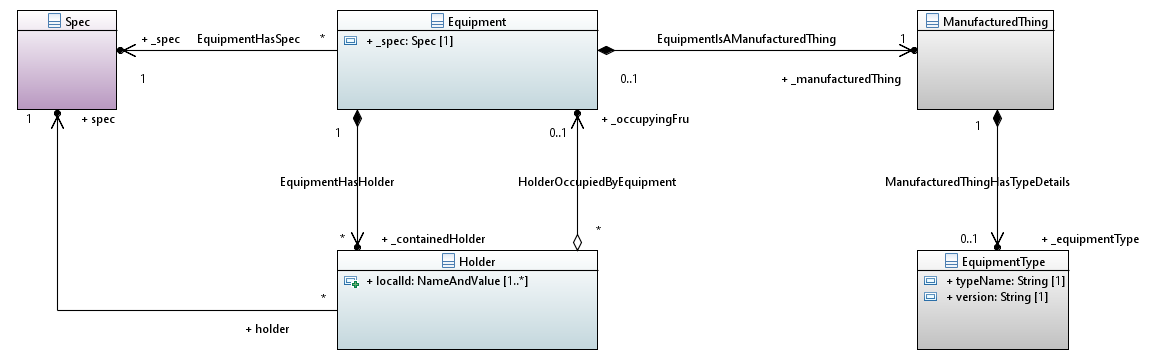 Spec
Equipment
ManufacturedThing
+ _spec
EquipmentHasSpec
*
+ _spec: Spec [1]
EquipmentIsAManufacturedThing
1
1
0..1
+ _manufacturedThing
1
+ spec
1
0..1
+ _occupyingFru
1
EquipmentHasHolder
HolderOccupiedByEquipment
ManufacturedThingHasTypeDetails
*
+ _containedHolder
*
0..1
+ _equipmentType
Holder
EquipmentType
+ localId: NameAndValue [1..*]
+ typeName: String [1]
+ version: String [1]
*
+ holder